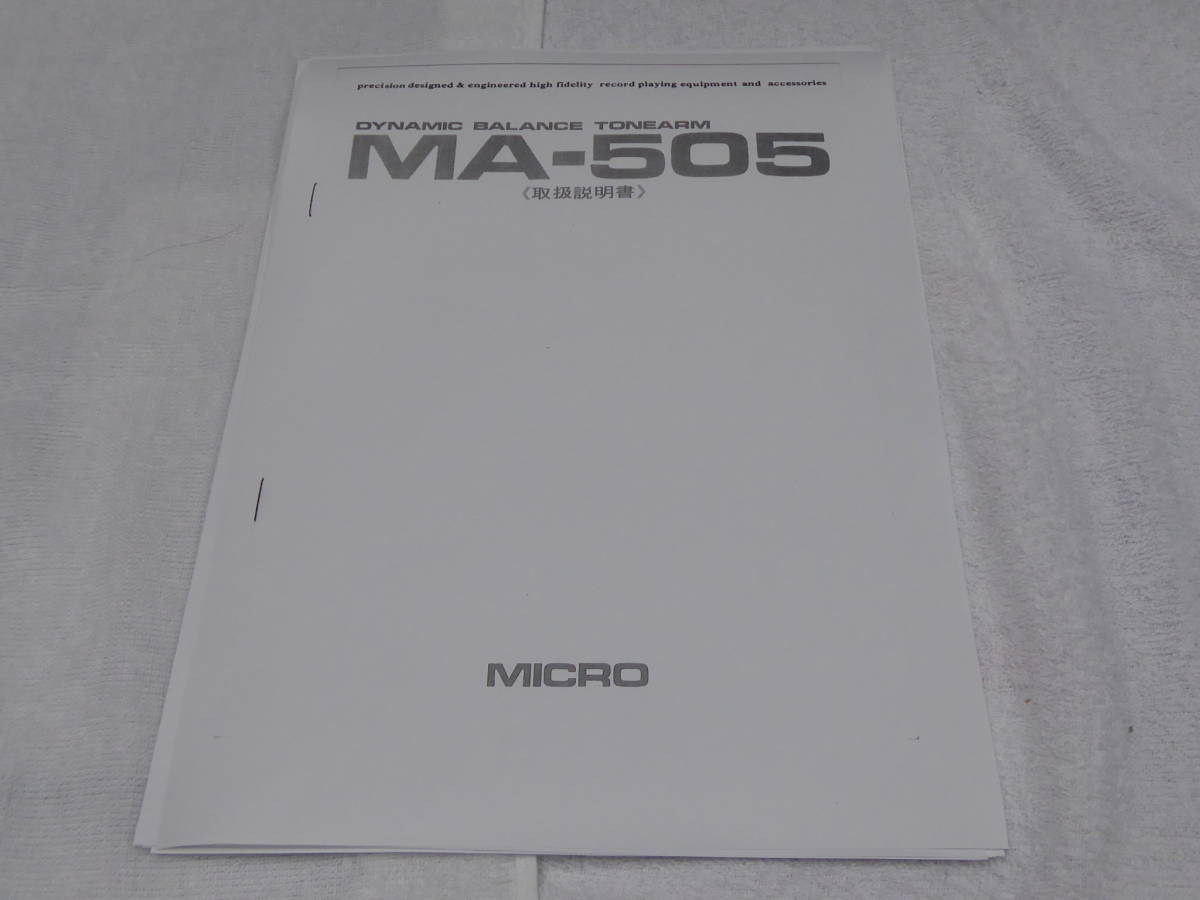 precision designed & engineered high fidelity record playing equipment and accessories
DYNAMIC BALANCE TONEARM
MA-505
《取扱説明書》
MICRO